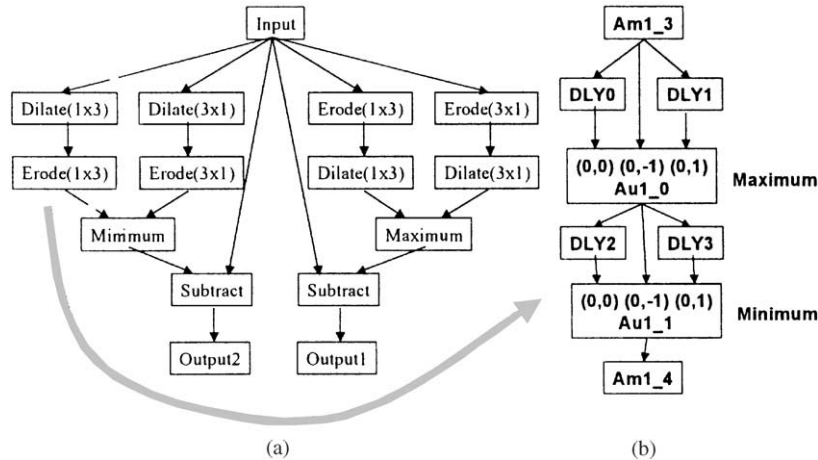 Input
Dilate(1x3) Dilate(3x1) Erode(1x3) Erode(3x1)
Erode(1x3) Erode(3x1) Dilate(1x3) Dilate(3x1)
Minimum Maximum
Subtract Subtract
Output2 Output1
(a)
Am1_3
DLY0 DLY1
(0,0) (0,-1) (0,1)
Au1_0
Maximum
DLY2 DLY3
(0,0) (0,-1) (0,1)
Au1_1
Minimum
Am1_4
(b)